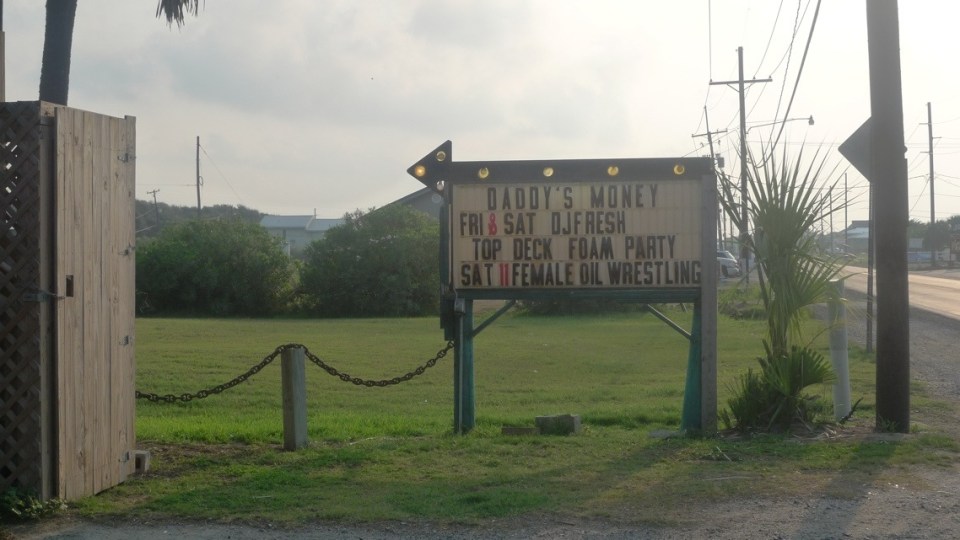 DADDY'S MONEY
FRI & SAT DJFRESH
TOP DECK FOAM PARTY
SAT 11 FEMALE OIL WRESTLING